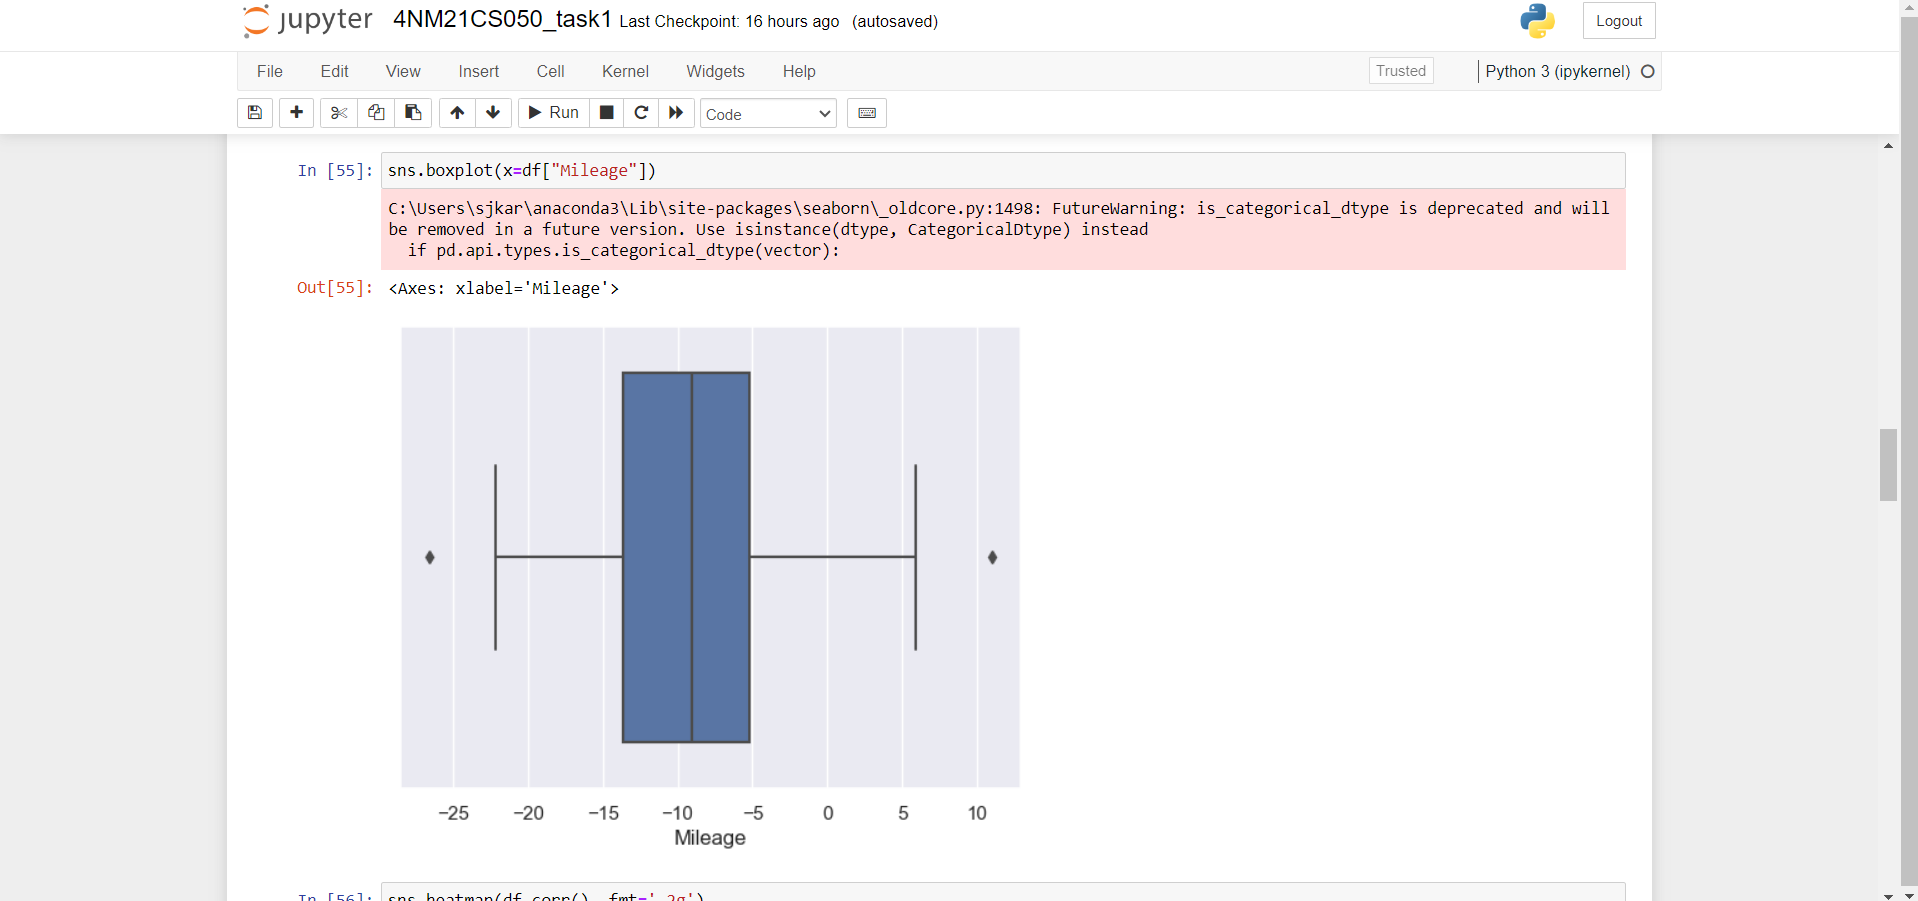 jupyter 4NM21CS050_task1 Last Checkpoint: 16 hours ago (autosaved)
Logout
File Edit View Insert Cell Kernel Widgets Help
Trusted
Python 3 (ipykernel)
Run
Code
In [55]: sns.boxplot(x=df["Mileage"])
C:\Users\sjkar\anaconda3\Lib\site-packages\seaborn\_oldcore.py:1498: FutureWarning: is_categorical_dtype is deprecated and will
be removed in a future version. Use isinstance(dtype, CategoricalDtype) instead
if pd.api.types.is_categorical_dtype(vector):
Out[55]: <Axes: xlabel='Mileage'>
−25 −20 −15 −10 −5 0 5 10
Mileage
In [56]: sns.heatmap(df.corr(), fmt='.2g')